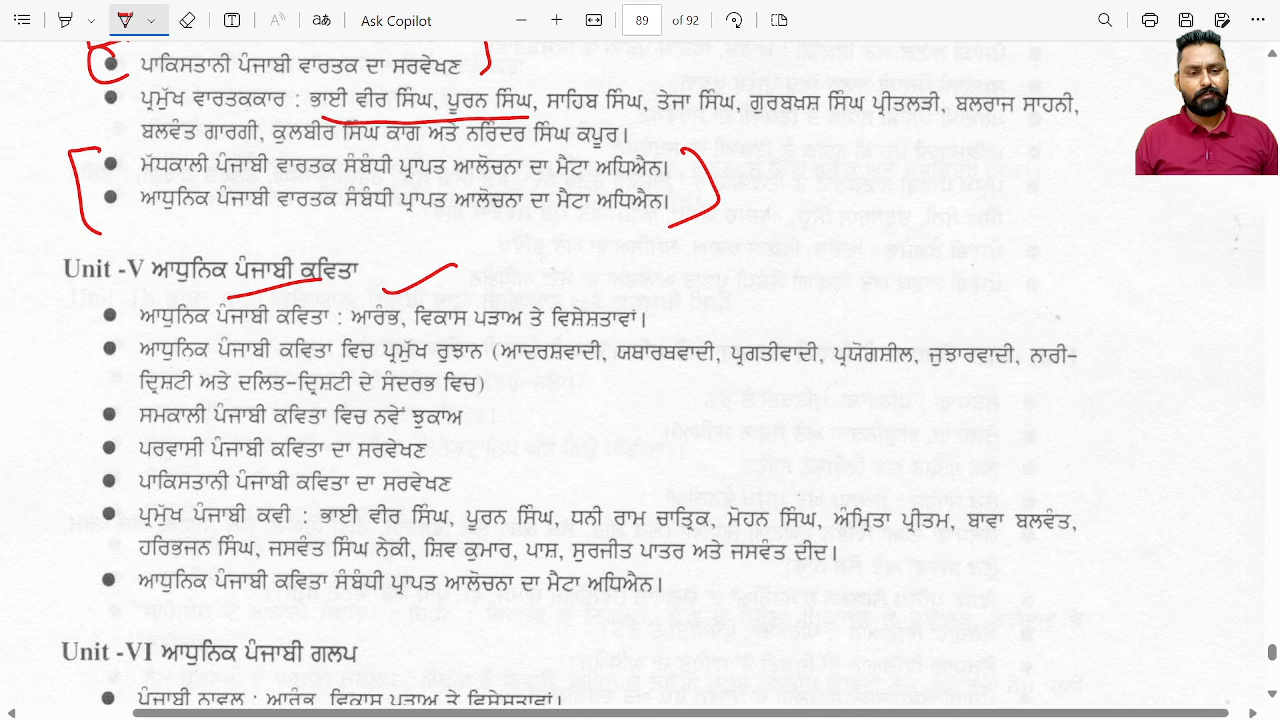 Ask Copilot
89 of 92
ਪਾਕਿਸਤਾਨੀ ਪੰਜਾਬੀ ਵਾਰਤਕ ਦਾ ਸਰਵੇਖਣ
ਪ੍ਰਮੁੱਖ ਵਾਰਤਕਕਾਰ : ਭਾਈ ਵੀਰ ਸਿੰਘ, ਪੂਰਨ ਸਿੰਘ, ਸਾਹਿਬ ਸਿੰਘ, ਤੇਜਾ ਸਿੰਘ, ਗੁਰਬਖਸ਼ ਸਿੰਘ ਪ੍ਰੀਤਲੜੀ, ਬਲਰਾਜ ਸਾਹਨੀ,
ਬਲਵੰਤ ਗਾਰਗੀ, ਕੁਲਬੀਰ ਸਿੰਘ ਕਾਂਗ ਅਤੇ ਨਰਿੰਦਰ ਸਿੰਘ ਕਪੂਰ।
ਮੱਧਕਾਲੀ ਪੰਜਾਬੀ ਵਾਰਤਕ ਸੰਬੰਧੀ ਪ੍ਰਾਪਤ ਆਲੋਚਨਾ ਦਾ ਮੈਟਾ ਅਧਿਐਨ।
ਆਧੁਨਿਕ ਪੰਜਾਬੀ ਵਾਰਤਕ ਸੰਬੰਧੀ ਪ੍ਰਾਪਤ ਆਲੋਚਨਾ ਦਾ ਮੈਟਾ ਅਧਿਐਨ।
Unit -V ਆਧੁਨਿਕ ਪੰਜਾਬੀ ਕਵਿਤਾ
ਆਧੁਨਿਕ ਪੰਜਾਬੀ ਕਵਿਤਾ : ਆਰੰਭ, ਵਿਕਾਸ ਪੜਾਅ ਤੇ ਵਿਸ਼ੇਸ਼ਤਾਵਾਂ।
ਆਧੁਨਿਕ ਪੰਜਾਬੀ ਕਵਿਤਾ ਵਿਚ ਪ੍ਰਮੁੱਖ ਰੁਝਾਨ (ਆਦਰਸ਼ਵਾਦੀ, ਯਥਾਰਥਵਾਦੀ, ਪ੍ਰਗਤੀਵਾਦੀ, ਪ੍ਰਯੋਗਸ਼ੀਲ, ਜੁਝਾਰਵਾਦੀ, ਨਾਰੀ-
ਦ੍ਰਿਸ਼ਟੀ ਅਤੇ ਦਲਿਤ-ਦ੍ਰਿਸ਼ਟੀ ਦੇ ਸੰਦਰਭ ਵਿਚ)
ਸਮਕਾਲੀ ਪੰਜਾਬੀ ਕਵਿਤਾ ਵਿਚ ਨਵੇਂ ਝੁਕਾਅ
ਪਰਵਾਸੀ ਪੰਜਾਬੀ ਕਵਿਤਾ ਦਾ ਸਰਵੇਖਣ
ਪਾਕਿਸਤਾਨੀ ਪੰਜਾਬੀ ਕਵਿਤਾ ਦਾ ਸਰਵੇਖਣ
ਪ੍ਰਮੁੱਖ ਪੰਜਾਬੀ ਕਵੀ : ਭਾਈ ਵੀਰ ਸਿੰਘ, ਪੂਰਨ ਸਿੰਘ, ਧਨੀ ਰਾਮ ਚਾਤ੍ਰਿਕ, ਮੋਹਨ ਸਿੰਘ, ਅੰਮ੍ਰਿਤਾ ਪ੍ਰੀਤਮ, ਬਾਵਾ ਬਲਵੰਤ,
ਹਰਿਭਜਨ ਸਿੰਘ, ਜਸਵੰਤ ਸਿੰਘ ਨੇਕੀ, ਸ਼ਿਵ ਕੁਮਾਰ, ਪਾਸ਼, ਸੁਰਜੀਤ ਪਾਤਰ ਅਤੇ ਜਸਵੰਤ ਦੀਦ।
ਆਧੁਨਿਕ ਪੰਜਾਬੀ ਕਵਿਤਾ ਸੰਬੰਧੀ ਪ੍ਰਾਪਤ ਆਲੋਚਨਾ ਦਾ ਮੈਟਾ ਅਧਿਐਨ।
Unit -VI ਆਧੁਨਿਕ ਪੰਜਾਬੀ ਗਲਪ
ਪੰਜਾਬੀ ਨਾਵਲ : ਆਰੰਭ, ਵਿਕਾਸ ਪੜਾਅ ਤੇ ਵਿਸ਼ੇਸ਼ਤਾਵਾਂ।